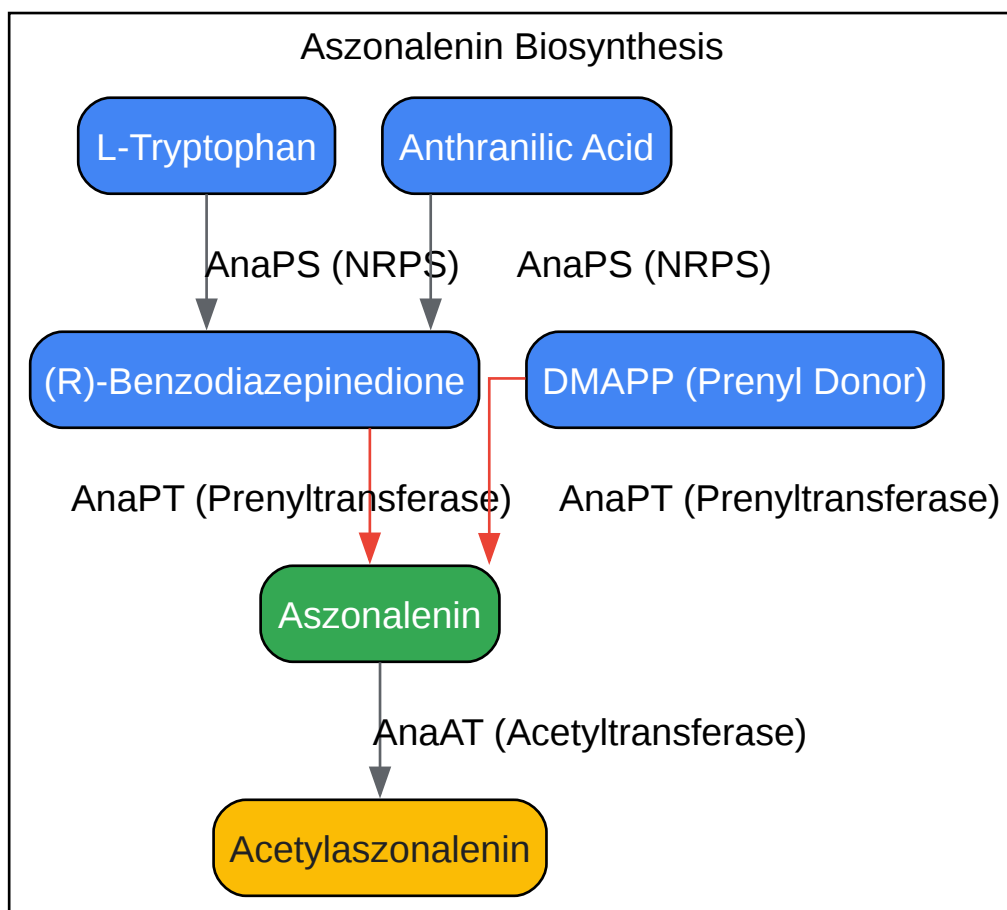 Aszonalenin Biosynthesis
L-Tryptophan
Anthranilic Acid
AnaPS (NRPS)
AnaPS (NRPS)
(R)-Benzodiazepinedione
DMAPP (Prenyl Donor)
AnaPT (Prenyltransferase)
AnaPT (Prenyltransferase)
Aszonalenin
AnaAT (Acetyltransferase)
Acetylaszonalenin